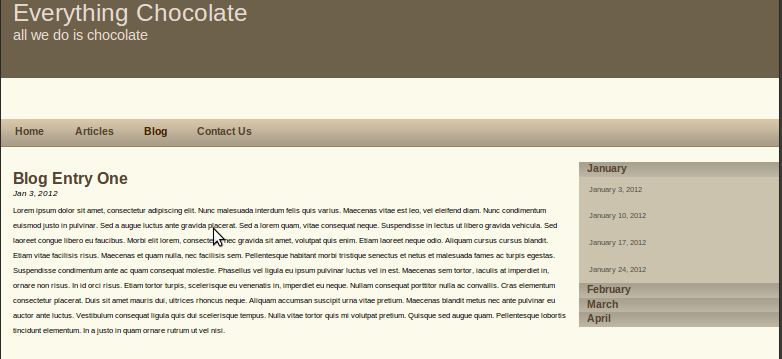 Everything Chocolate
all we do is chocolate
Home Articles Blog Contact Us
Blog Entry One
Jan 3, 2012
Lorem ipsum dolor sit amet, consectetur adipiscing elit. Nunc malesuada interdum felis quis varius. Maecenas vitae est leo, vel eleifend diam. Nunc condimentum
euismod justo in pulvinar. Sed a augue luctus ante gravida placerat. Sed a lorem quam, vitae consequat neque. Suspendisse in lectus ut libero gravida vehicula. Sed
laoreet congue libero eu faucibus. Morbi elit lorem, consectetur nec gravida sit amet, volutpat quis enim. Etiam laoreet neque odio. Aliquam cursus cursus blandit.
Etiam vitae facilisis risus. Maecenas et quam nulla, nec facilisis sem. Pellentesque habitant morbi tristique senectus et netus et malesuada fames ac turpis egestas.
Suspendisse condimentum ante ac quam consequat molestie. Phasellus vel ligula eu ipsum pulvinar luctus vel in est. Maecenas sem tortor, iaculis at imperdiet in,
ornare non risus. In id orci risus. Etiam tortor turpis, scelerisque eu venenatis in, imperdiet eu neque. Nullam consequat porttitor nulla ac convallis. Cras elementum
consectetur placerat. Duis sit amet mauris dui, ultrices rhoncus neque. Aliquam accumsan suscipit urna vitae pretium. Maecenas blandit metus nec ante pulvinar eu
auctor ante luctus. Vestibulum consequat ligula quis dui scelerisque tempus. Nulla vitae tortor quis mi volutpat pretium. Quisque sed augue quam. Pellentesque lobortis
tincidunt elementum. In a justo in quam ornare rutrum ut vel nisi.
January
January 3, 2012
January 10, 2012
January 17, 2012
January 24, 2012
February
March
April